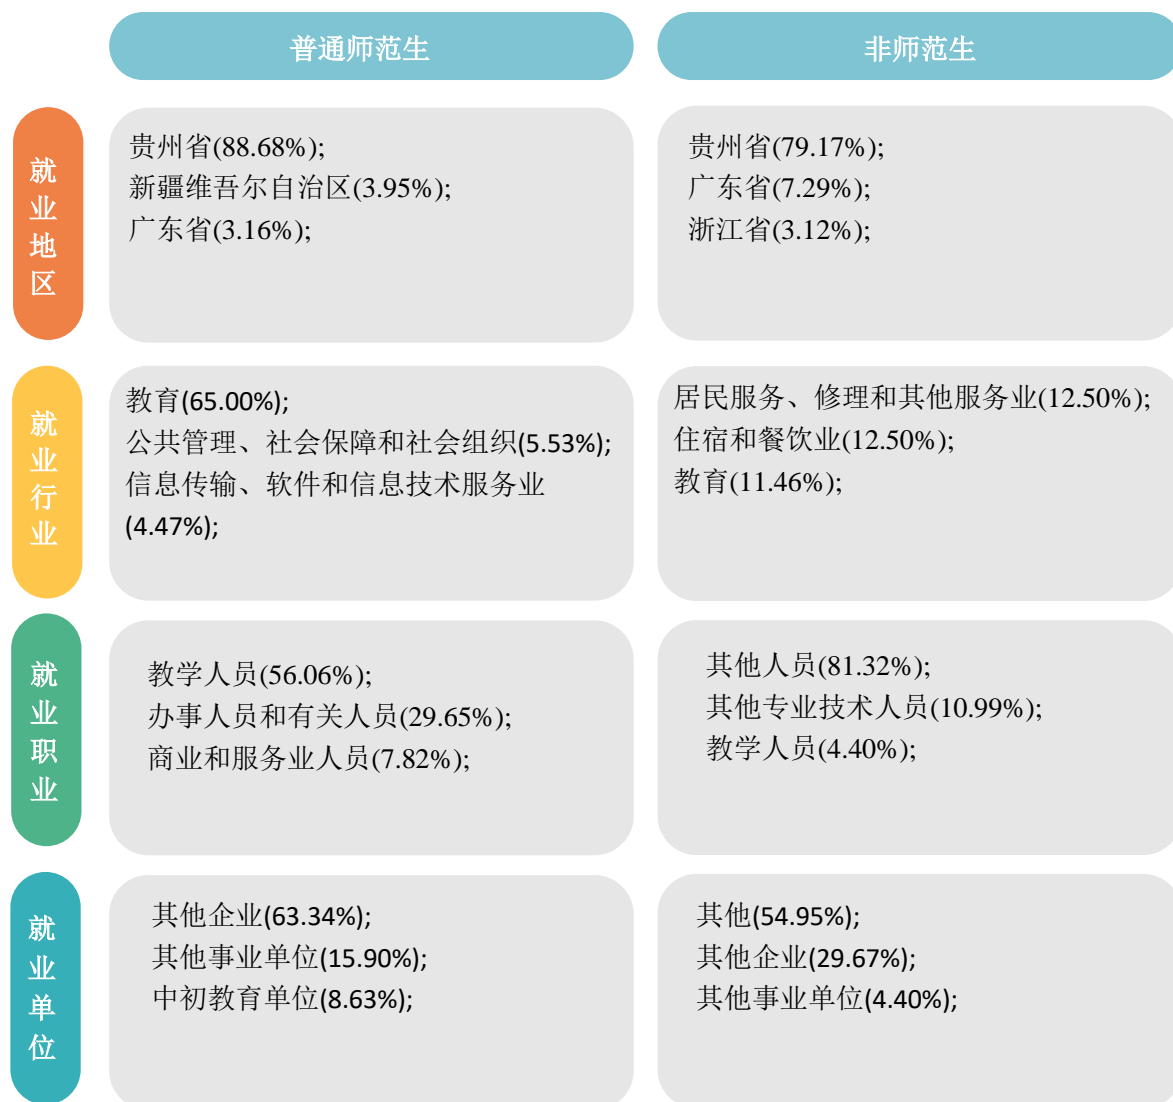 普通师范生
非师范生
就业地区
贵州省(88.68%);
新疆维吾尔自治区(3.95%);
广东省(3.16%);
贵州省(79.17%);
广东省(7.29%);
浙江省(3.12%);
就业行业
教育(65.00%);
公共管理、社会保障和社会组织(5.53%);
信息传输、软件和信息技术服务业
(4.47%);
居民服务、修理和其他服务业(12.50%);
住宿和餐饮业(12.50%);
教育(11.46%);
就业职业
教学人员(56.06%);
办事人员和有关人员(29.65%);
商业和服务业人员(7.82%);
其他人员(81.32%);
其他专业技术人员(10.99%);
教学人员(4.40%);
就业单位
其他企业(63.34%);
其他事业单位(15.90%);
中初教育单位(8.63%);
其他(54.95%);
其他企业(29.67%);
其他事业单位(4.40%);